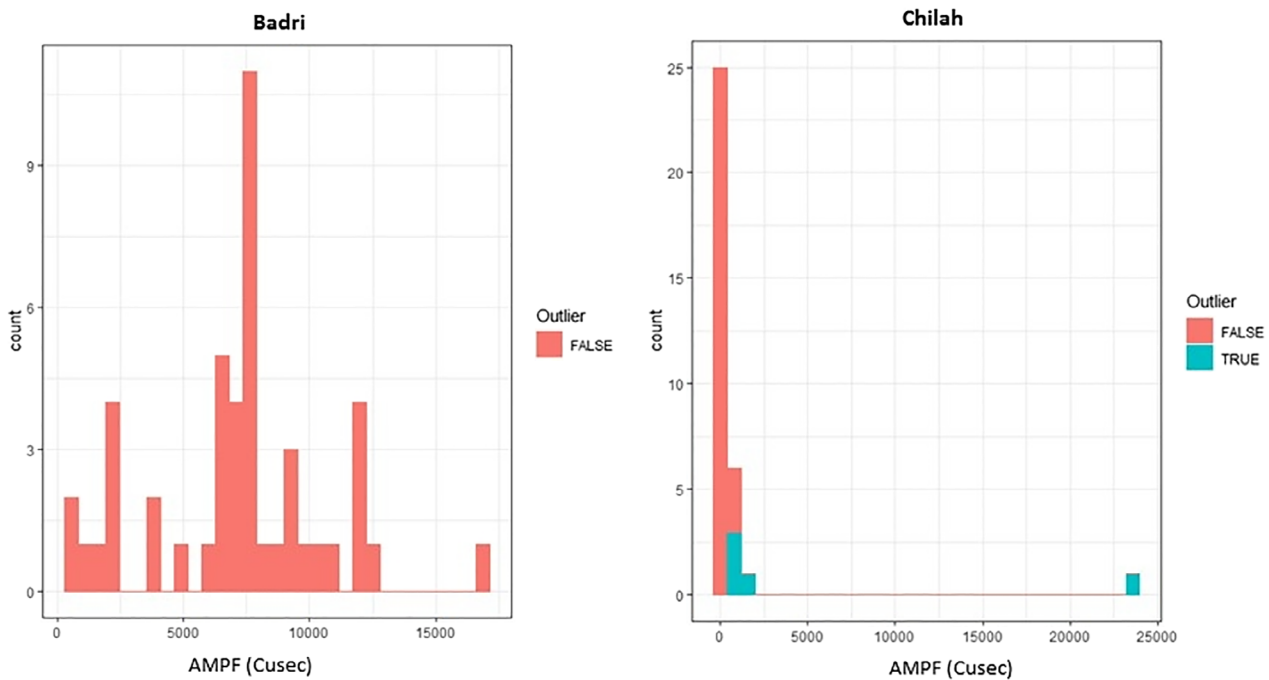 Badri
9
6
3
0
count
0 5000 10000 15000
AMPF (Cusec)
Outlier
FALSE
Chilah
25
20
15
10
5
0
count
0 5000 10000 15000 20000 25000
AMPF (Cusec)
Outlier
FALSE
TRUE